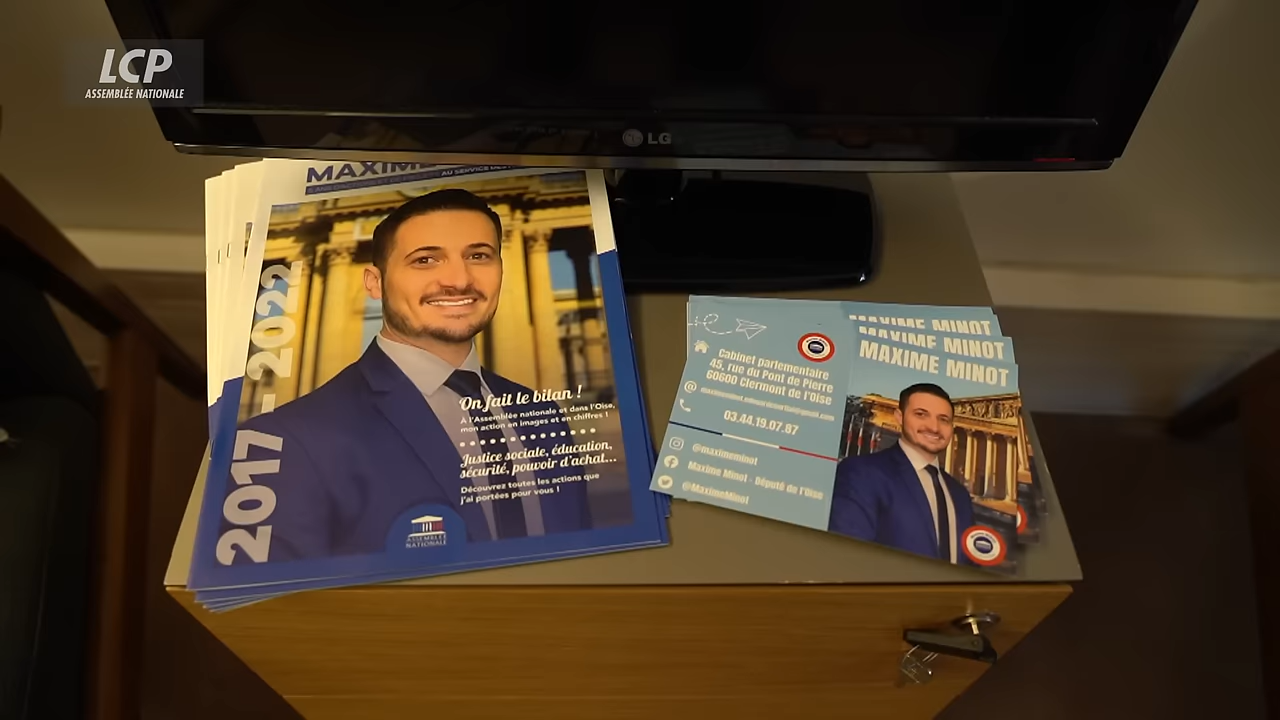 LCP
ASSEMBLÉE NATIONALE
LG
MAXIME
AU SERVICE DE
2017 - 2022
On fait le bilan !
A l'Assemblée nationale et dans l'Oise,
mon action en images et en chiffres !
Justice sociale, éducation,
sécurité, pouvoir d'achat...
Découvrez toutes les actions que
j'ai portées pour vous !
ASSEMBLÉE
NATIONALE
Cabinet parlementaire
45, rue du Pont de Pierre
60600 Clermont de l'Oise
03.44.19.07.87
@maximeminot
Maxime Minot - Député de l'Oise
@MaximeMinot
MAXIME MINOT
MAXIME MINOT
MAXIME MINOT